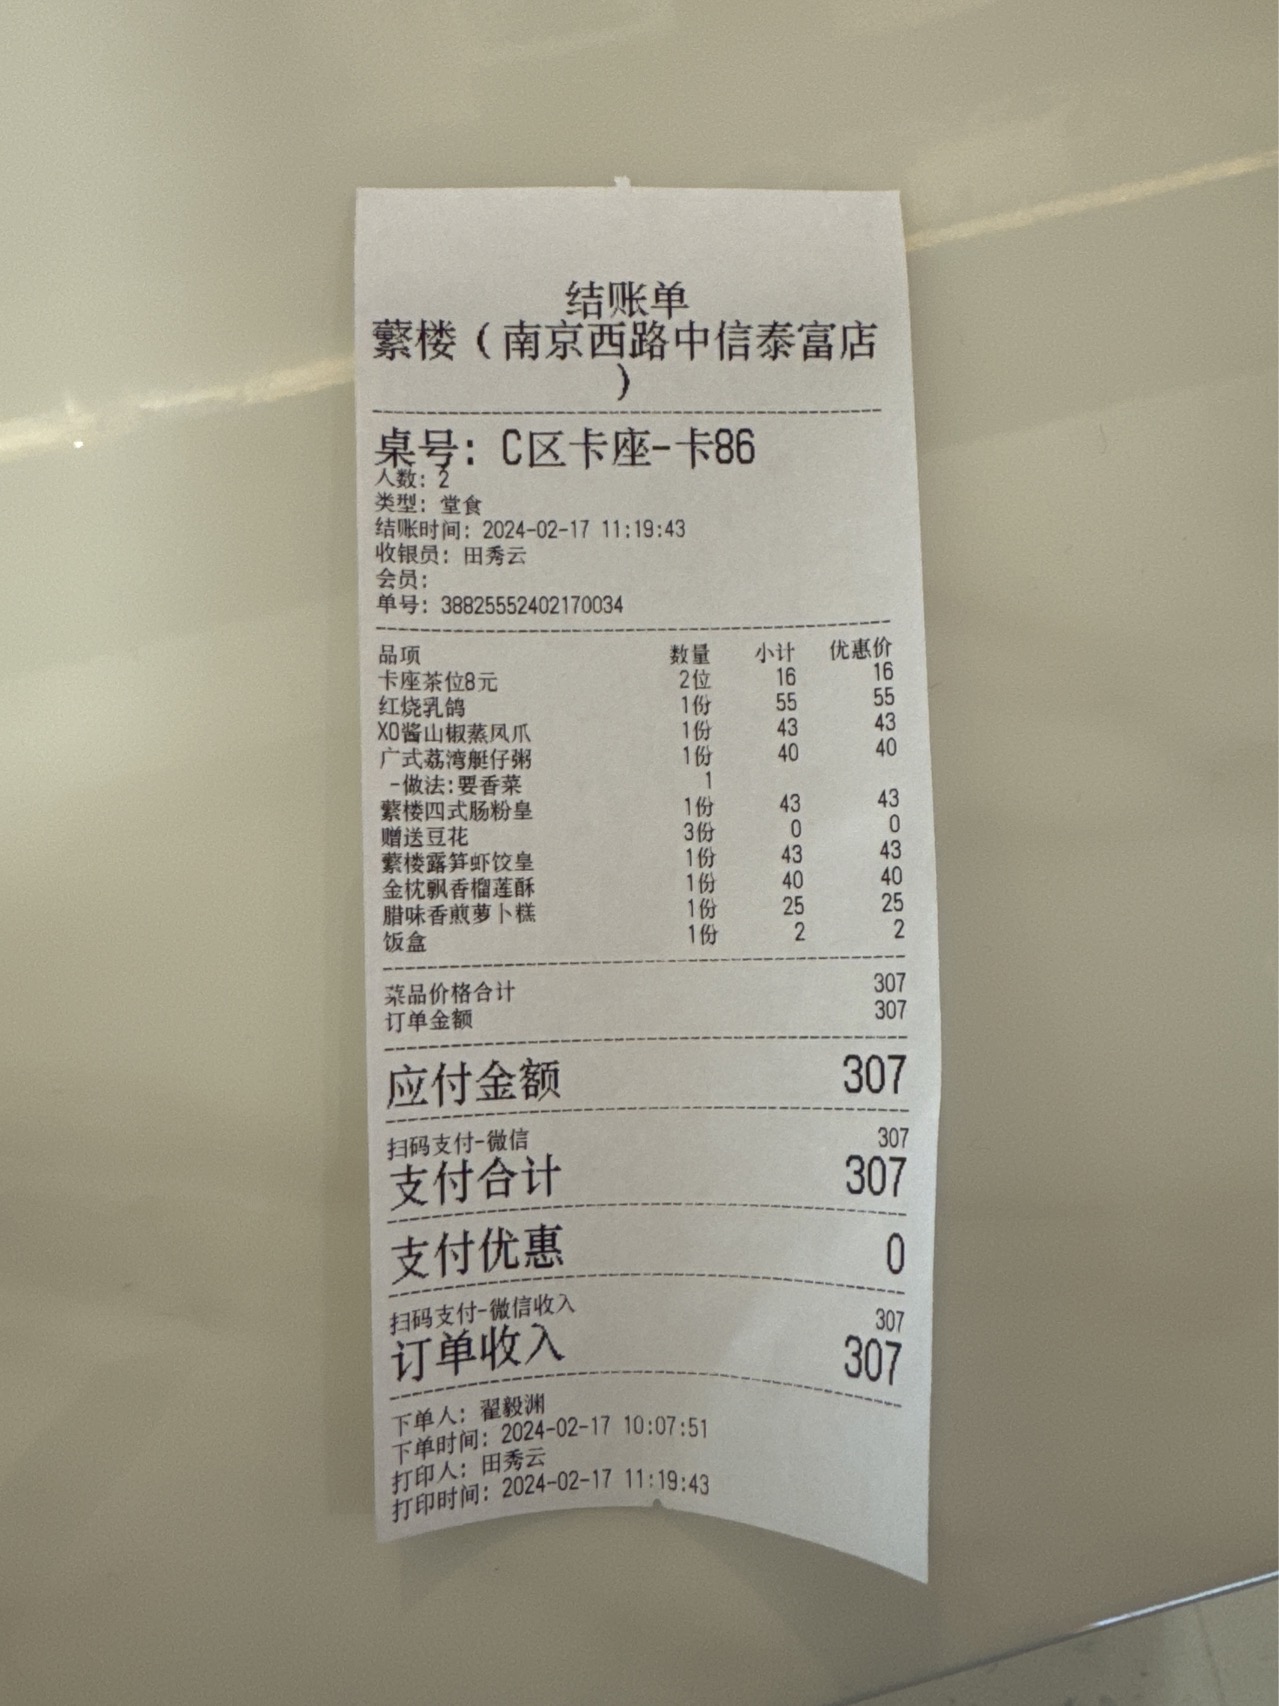 结账单
蘩楼（南京西路中信泰富店
）
桌号: C区卡座-卡86
人数: 2
类型: 堂食
结账时间: 2024-02-17 11:19:43
收银员: 田秀云
会员:
单号: 38825552402170034
品项 数量 小计 优惠价
卡座茶位8元 2位 16 16
红烧乳鸽 1份 55 55
XO酱山椒蒸凤爪 1份 43 43
广式荔湾艇仔粥 1份 40 40
-做法:要香菜 1
蘩楼四式肠粉皇 1份 43 43
赠送豆花 3份 0 0
蘩楼露笋虾饺皇 1份 43 43
金枕飘香榴莲酥 1份 40 40
腊味香煎萝卜糕 1份 25 25
饭盒 1份 2 2
菜品价格合计 307
订单金额 307
应付金额 307
扫码支付-微信 307
支付合计 307
支付优惠 0
扫码支付-微信收入 307
订单收入 307
下单人: 翟毅渊
下单时间: 2024-02-17 10:07:51
打印人: 田秀云
打印时间: 2024-02-17 11:19:43